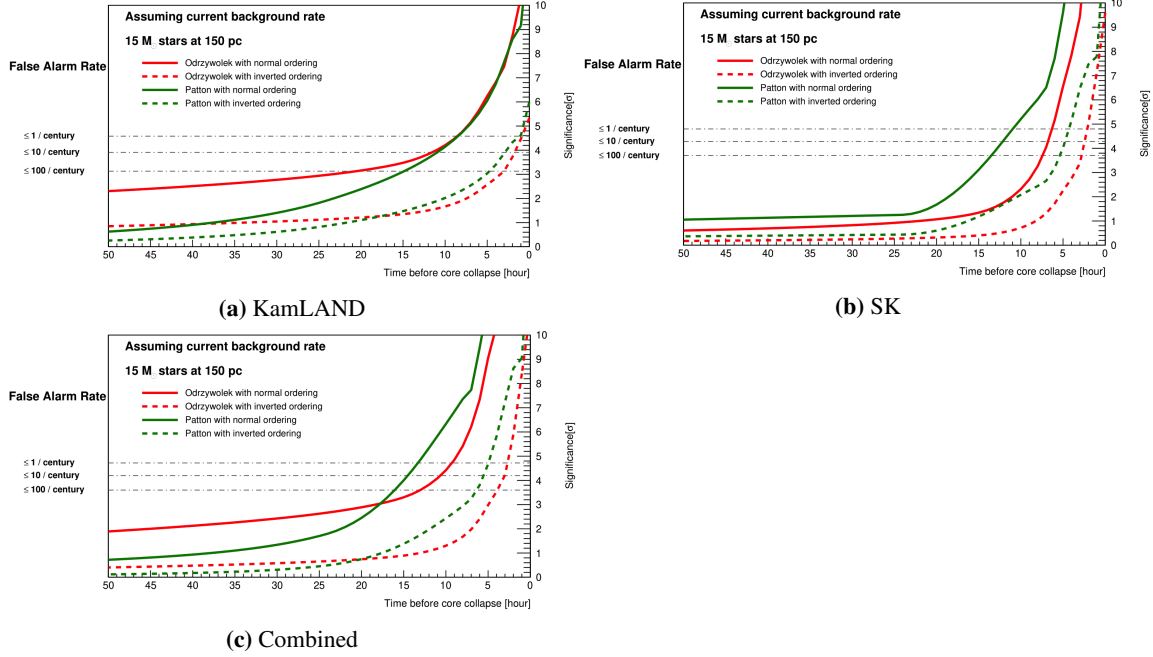 Assuming current background rate
15 M stars at 150 pc
False Alarm Rate
Odrzywolek with normal ordering
Odrzywolek with inverted ordering
Patton with normal ordering
Patton with inverted ordering
≤ 1 / century
≤ 10 / century
≤ 100 / century
0 1 2 3 4 5 6 7 8 9 10
Significance[σ]
50 45 40 35 30 25 20 15 10 5 0
Time before core collapse [hour]
(a) KamLAND
Assuming current background rate
15 M stars at 150 pc
False Alarm Rate
Odrzywolek with normal ordering
Odrzywolek with inverted ordering
Patton with normal ordering
Patton with inverted ordering
≤ 1 / century
≤ 10 / century
≤ 100 / century
0 1 2 3 4 5 6 7 8 9 10
Significance[σ]
50 45 40 35 30 25 20 15 10 5 0
Time before core collapse [hour]
(b) SK
Assuming current background rate
15 M stars at 150 pc
False Alarm Rate
Odrzywolek with normal ordering
Odrzywolek with inverted ordering
Patton with normal ordering
Patton with inverted ordering
≤ 1 / century
≤ 10 / century
≤ 100 / century
0 1 2 3 4 5 6 7 8 9 10
Significance[σ]
50 45 40 35 30 25 20 15 10 5 0
Time before core collapse [hour]
(c) Combined